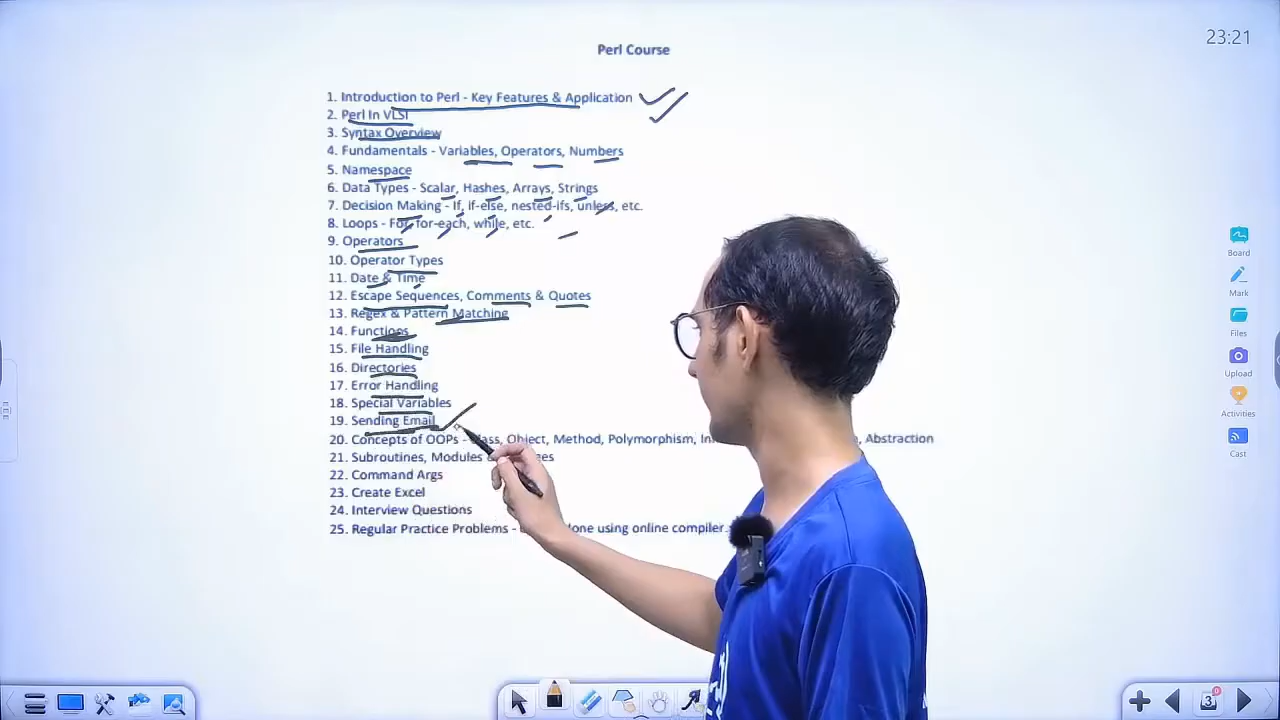 23:21
Perl Course
1. Introduction to Perl - Key Features & Application
2. Perl In VLSI
3. Syntax Overview
4. Fundamentals - Variables, Operators, Numbers
5. Namespace
6. Data Types - Scalar, Hashes, Arrays, Strings
7. Decision Making - If, if-else, nested-ifs, unless, etc.
8. Loops - For, for-each, while, etc.
9. Operators
10. Operator Types
11. Date & Time
12. Escape Sequences, Comments & Quotes
13. Regex & Pattern Matching
14. Functions
15. File Handling
16. Directories
17. Error Handling
18. Special Variables
19. Sending Email
20. Concepts of OOPs - Class, Object, Method, Polymorphism, Abstraction
21. Subroutines, Modules
22. Command Args
23. Create Excel
24. Interview Questions
25. Regular Practice Problems - done using online compiler.
Board
Mark
Files
Upload
Activities
Cast
3